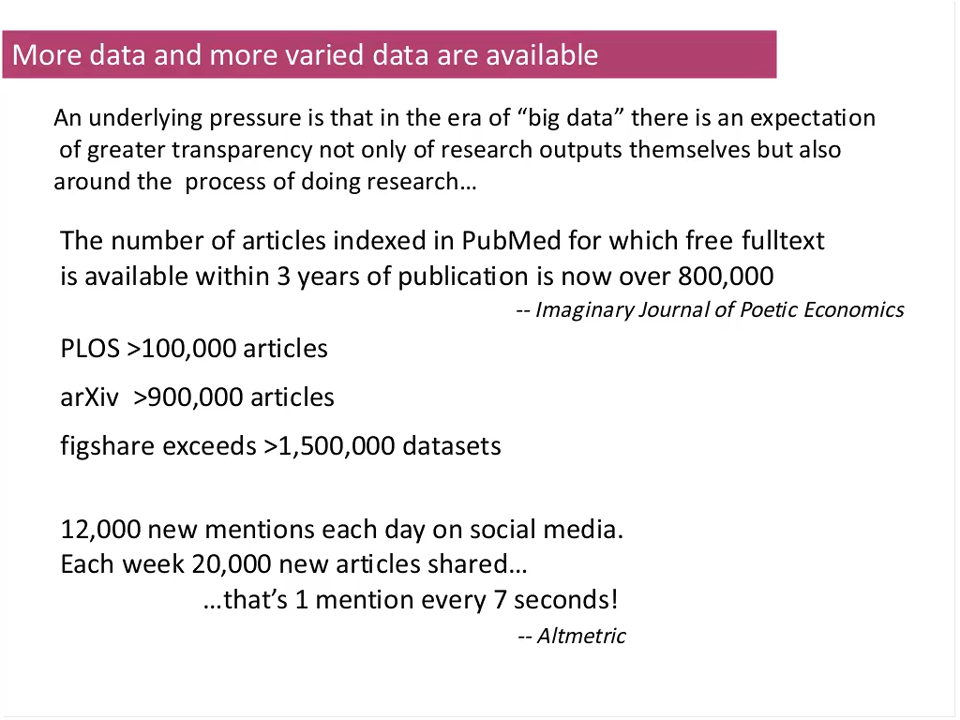 More data and more varied data are available
An underlying pressure is that in the era of “big data” there is an expectation
of greater transparency not only of research outputs themselves but also
around the  process of doing research…
The number of articles indexed in PubMed for which free fulltext
is available within 3 years of publication is now over 800,000
-- Imaginary Journal of Poetic Economics
PLOS >100,000 articles
arXiv  >900,000 articles
figshare exceeds >1,500,000 datasets
12,000 new mentions each day on social media.
Each week 20,000 new articles shared…
…that’s 1 mention every 7 seconds!
-- Altmetric